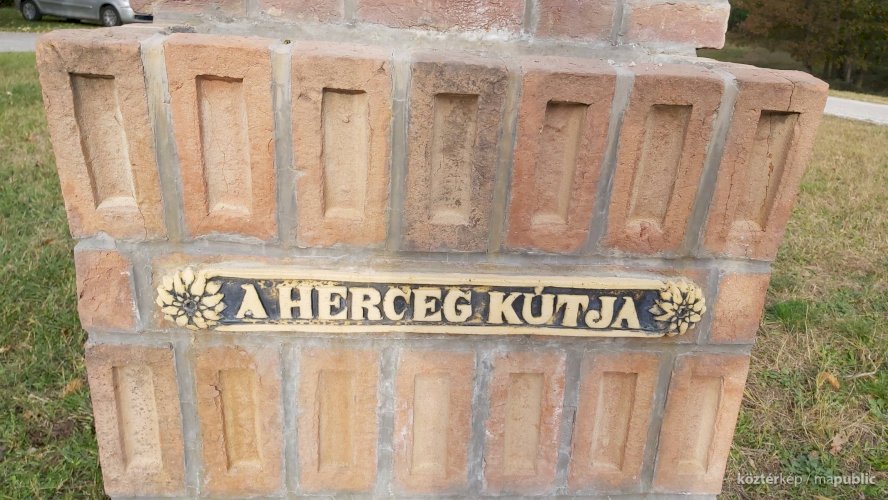 A HERCEG KÚTJA
köztérkép / mapublic